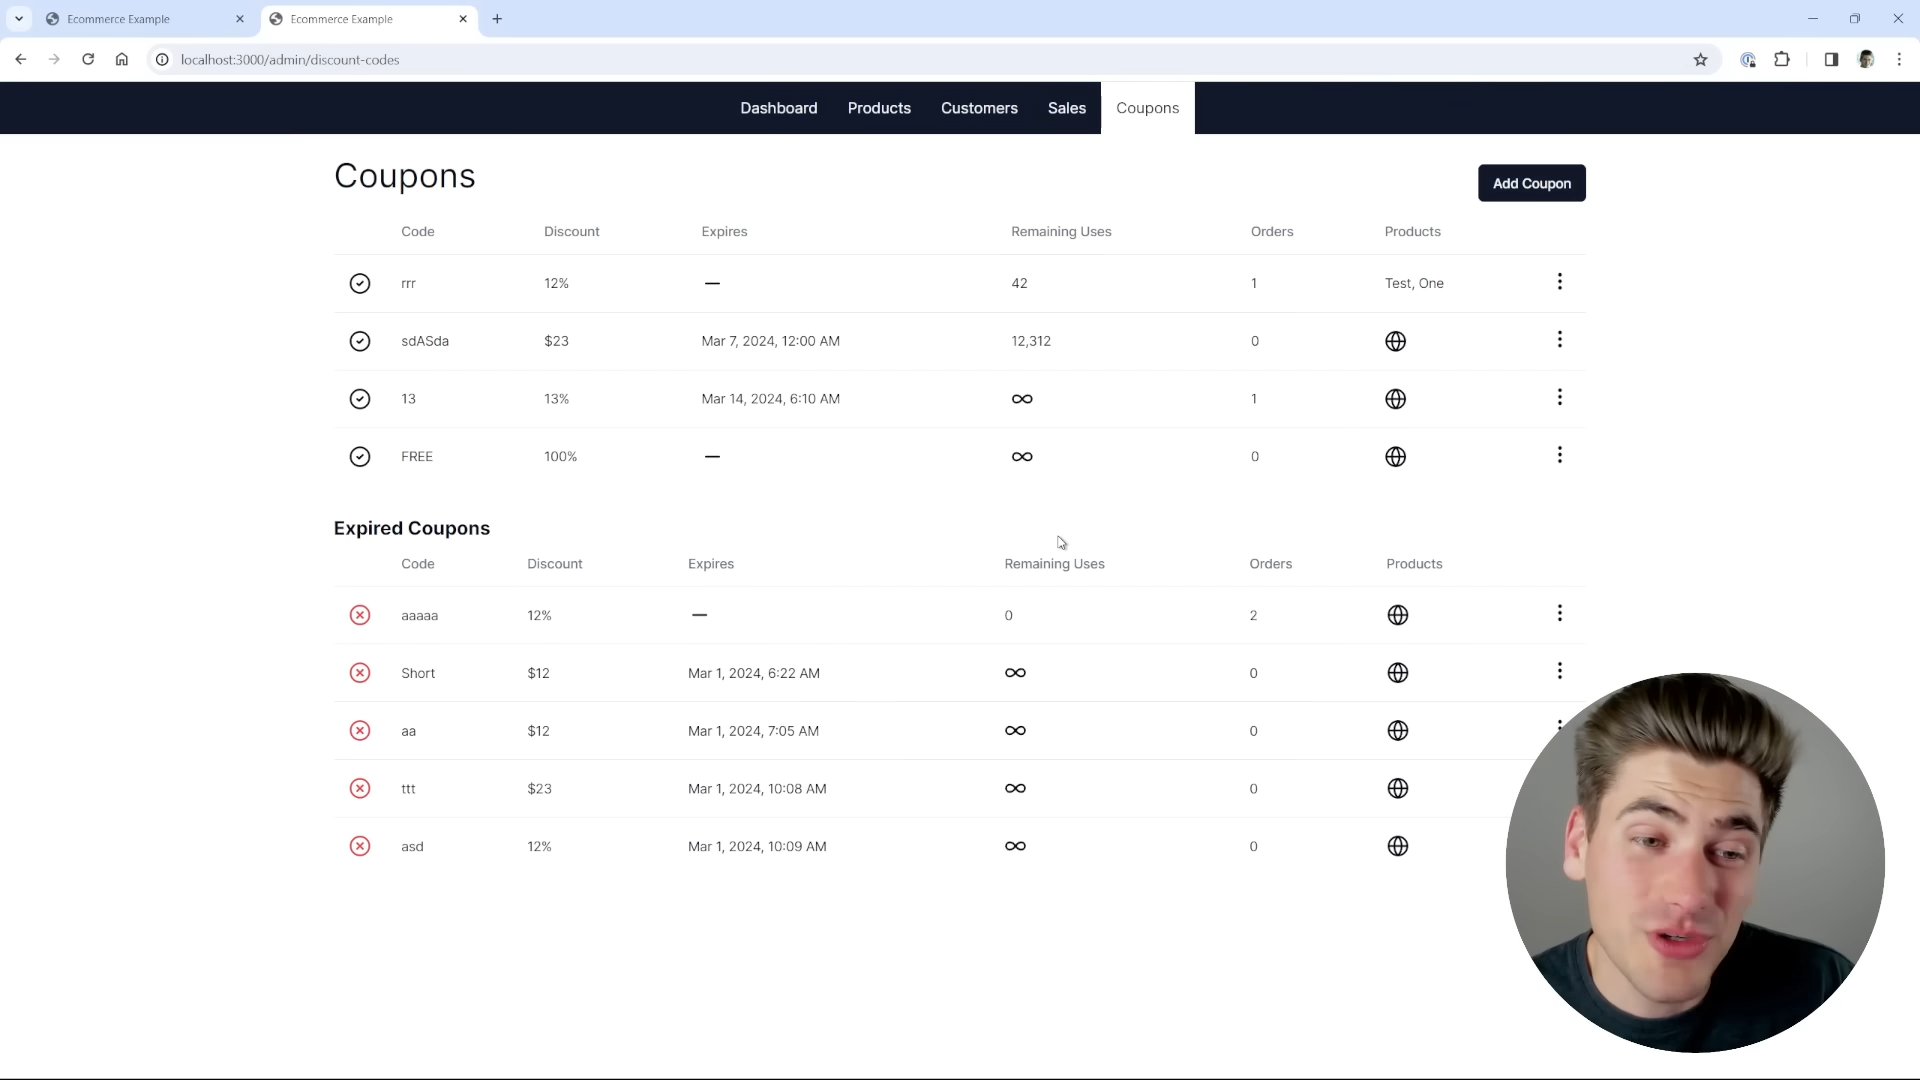 Ecommerce Example
Ecommerce Example
localhost:3000/admin/discount-codes
Dashboard Products Customers Sales Coupons
Coupons
Add Coupon
Code Discount Expires Remaining Uses Orders Products
rrr 12% — 42 1 Test, One
sdASda $23 Mar 7, 2024, 12:00 AM 12,312 0
13 13% Mar 14, 2024, 6:10 AM ∞ 1
FREE 100% — ∞ 0
Expired Coupons
Code Discount Expires Remaining Uses Orders Products
aaaaa 12% — 0 2
Short $12 Mar 1, 2024, 6:22 AM ∞ 0
aa $12 Mar 1, 2024, 7:05 AM ∞ 0
ttt $23 Mar 1, 2024, 10:08 AM ∞ 0
asd 12% Mar 1, 2024, 10:09 AM ∞ 0